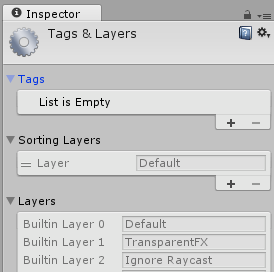 Inspector
Tags & Layers
Tags
List is Empty
+ −
Sorting Layers
= Layer Default
+ −
Layers
Builtin Layer 0 Default
Builtin Layer 1 TransparentFX
Builtin Layer 2 Ignore Raycast